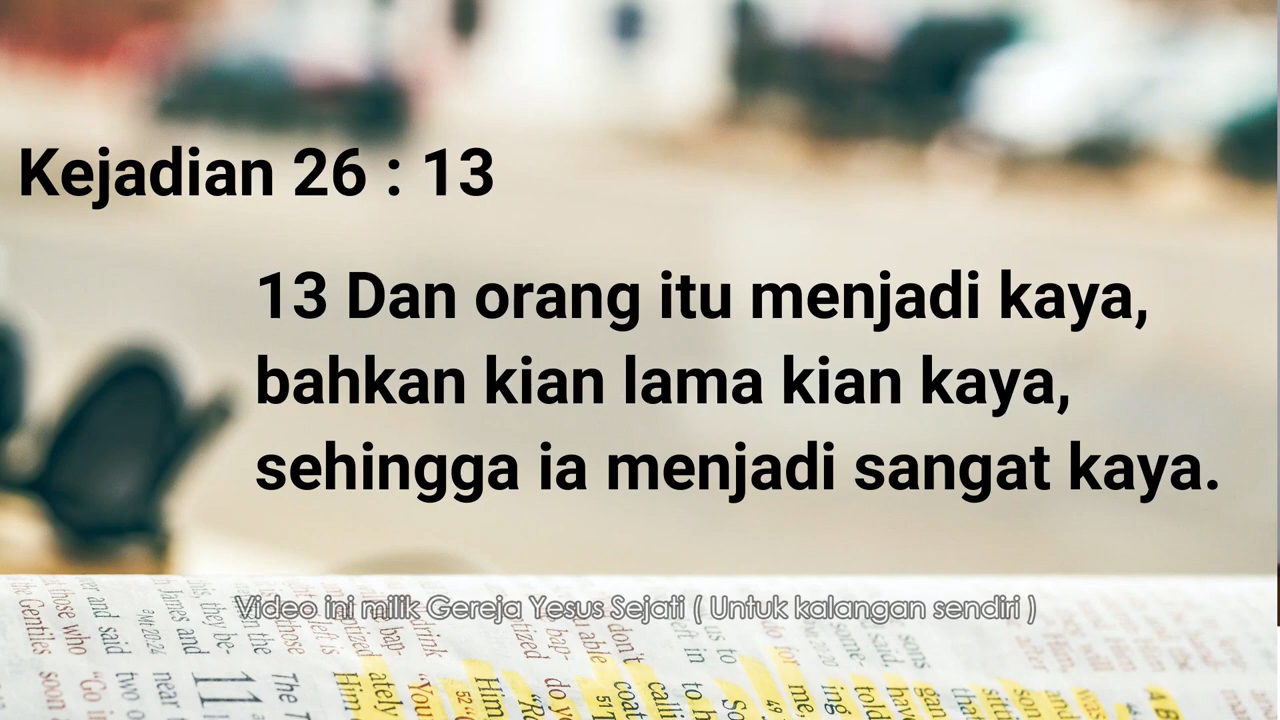 Kejadian 26 : 13
13 Dan orang itu menjadi kaya,
bahkan kian lama kian kaya,
sehingga ia menjadi sangat kaya.
Video ini milik Gereja Yesus Sejati ( Untuk kalangan sendiri )